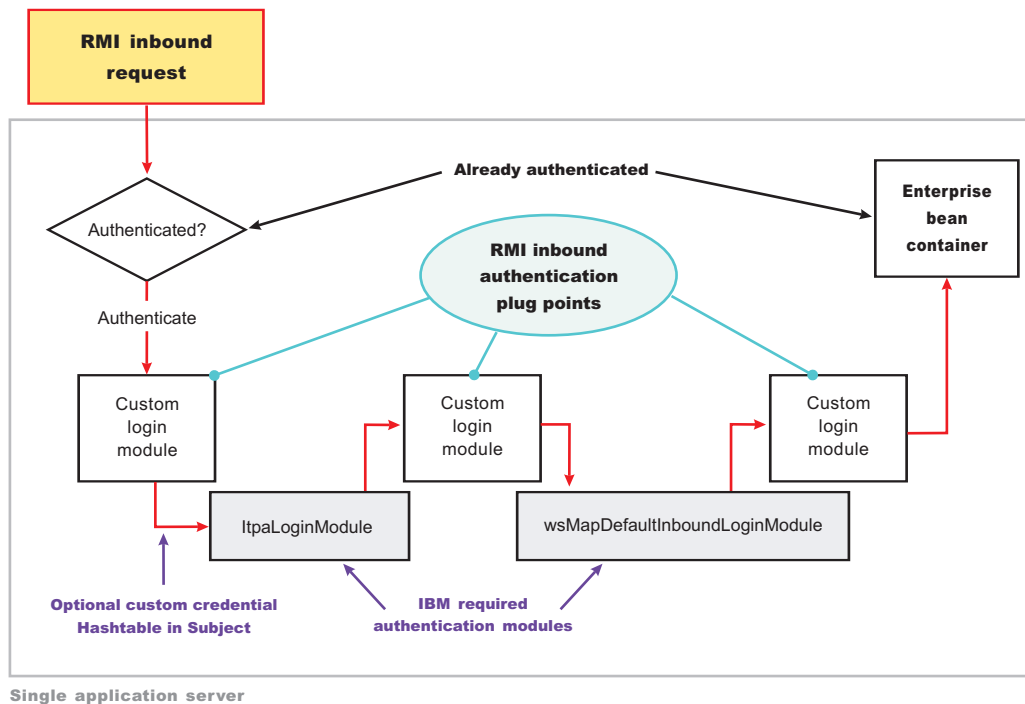 RMI inbound
request
Already authenticated
Enterprise
bean
container
Authenticated?
RMI inbound
authentication
plug points
Authenticate
Custom
login
module
Custom
login
module
Custom
login
module
ltpaLoginModule
wsMapDefaultInboundLoginModule
Optional custom credential
Hashtable in Subject
IBM required
authentication modules
Single application server